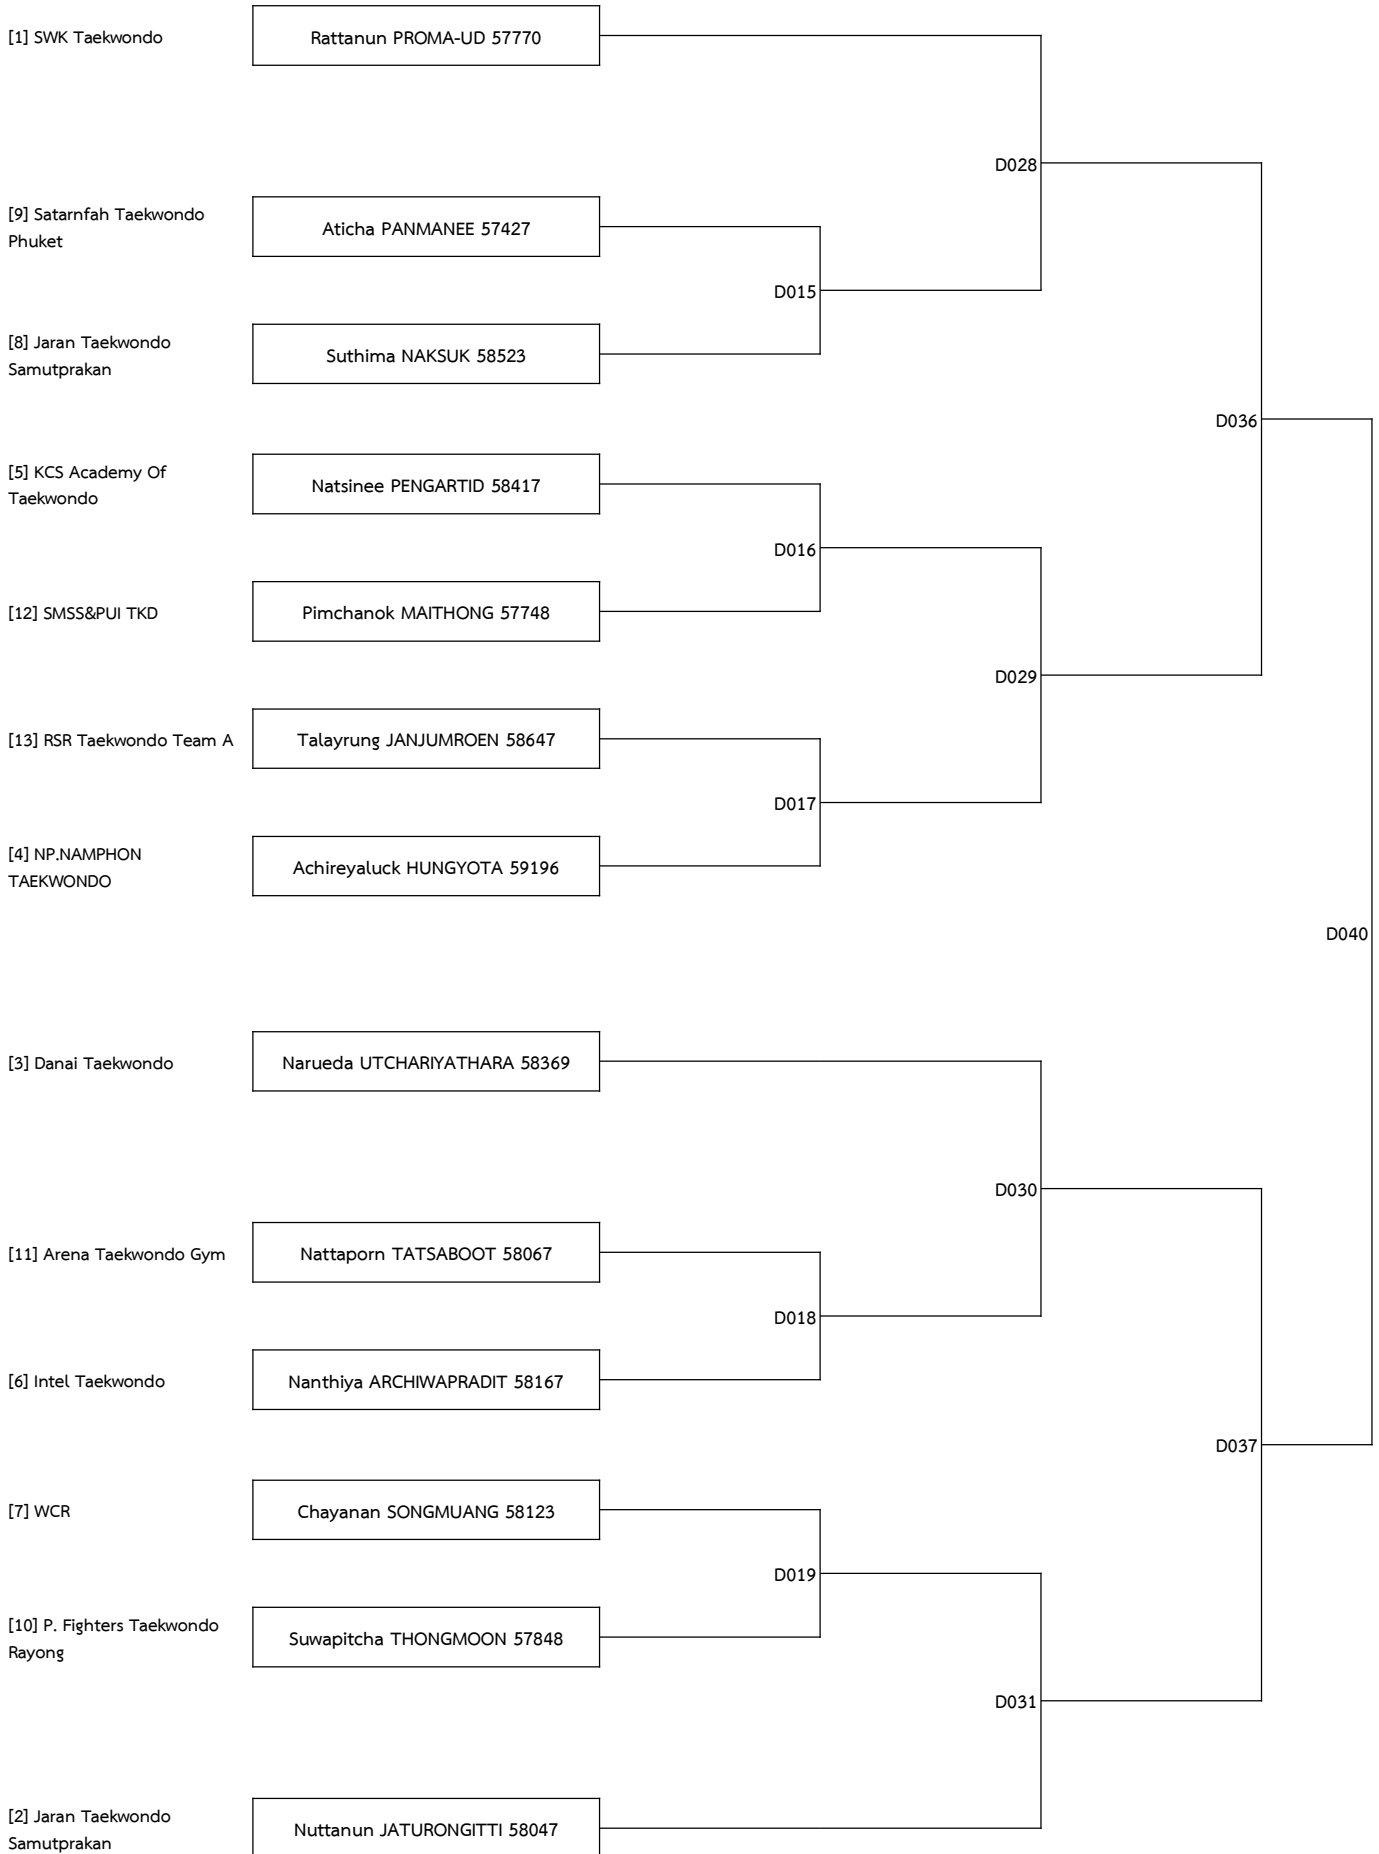 [1] SWK Taekwondo
Rattanun PROMA-UD 57770
D028
[9] Satarnfah Taekwondo
Phuket
Aticha PANMANEE 57427
D015
[8] Jaran Taekwondo
Samutprakan
Suthima NAKSUK 58523
D036
[5] KCS Academy Of
Taekwondo
Natsinee PENGARTID 58417
D016
[12] SMSS&PUI TKD
Pimchanok MAITHONG 57748
D029
[13] RSR Taekwondo Team A
Talayrung JANJUMROEN 58647
D017
[4] NP.NAMPHON
TAEKWONDO
Achireyaluck HUNGYOTA 59196
D040
[3] Danai Taekwondo
Narueda UTCHARIYATHARA 58369
D030
[11] Arena Taekwondo Gym
Nattaporn TATSABOOT 58067
D018
[6] Intel Taekwondo
Nanthiya ARCHIWAPRADIT 58167
D037
[7] WCR
Chayanan SONGMUANG 58123
D019
[10] P. Fighters Taekwondo
Rayong
Suwapitcha THONGMOON 57848
D031
[2] Jaran Taekwondo
Samutprakan
Nuttanun JATURONGITTI 58047